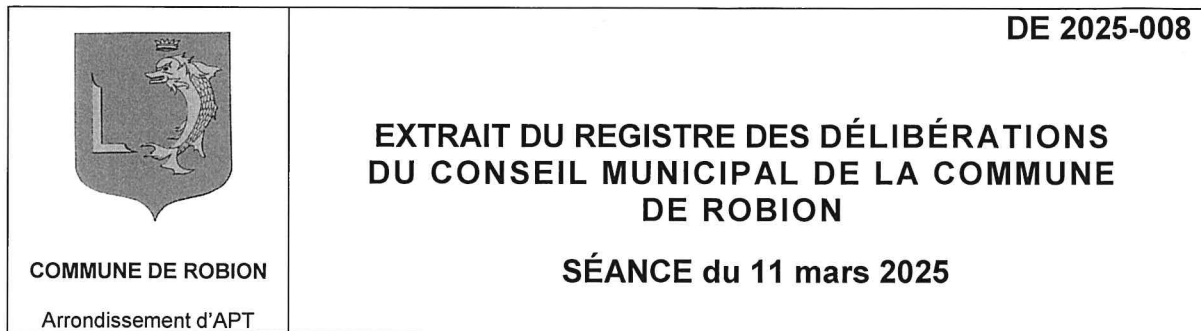 DE 2025-008
EXTRAIT DU REGISTRE DES DÉLIBÉRATIONS
DU CONSEIL MUNICIPAL DE LA COMMUNE
DE ROBION
SÉANCE du 11 mars 2025
COMMUNE DE ROBION
Arrondissement d'APT